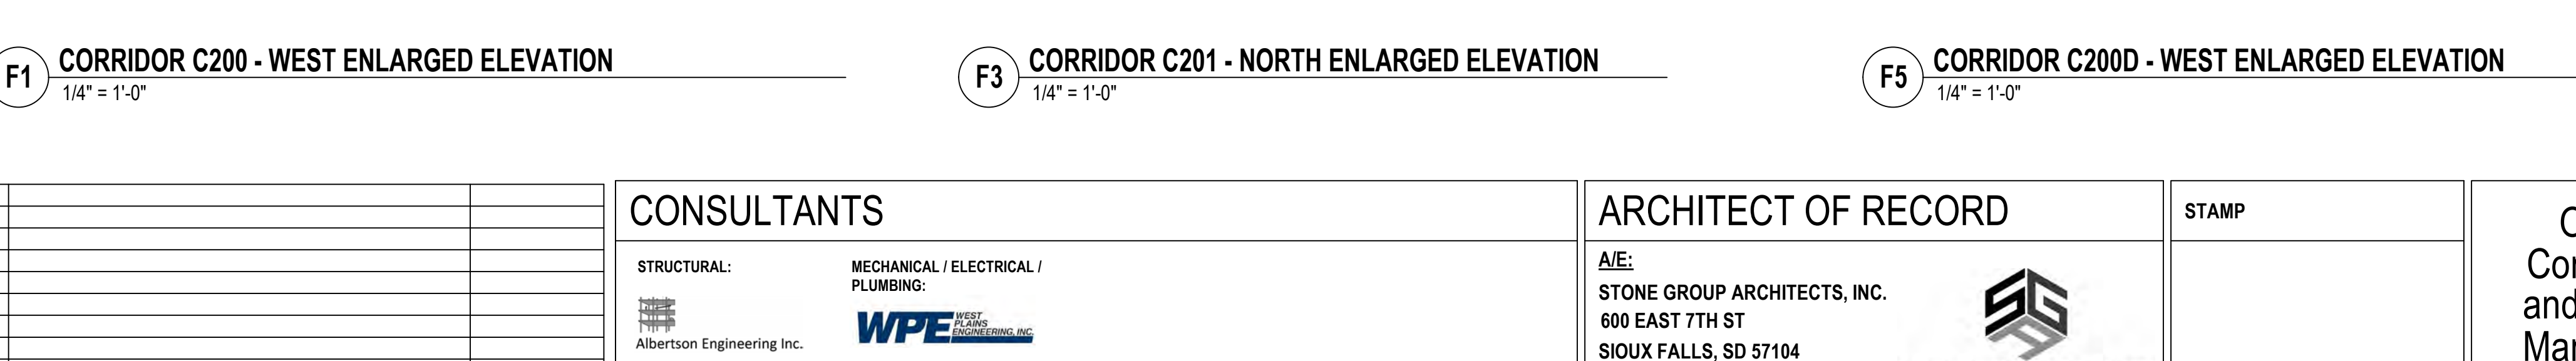 F1 CORRIDOR C200 - WEST ENLARGED ELEVATION
1/4" = 1'-0"
F3 CORRIDOR C201 - NORTH ENLARGED ELEVATION
1/4" = 1'-0"
F5 CORRIDOR C200D - WEST ENLARGED ELEVATION
1/4" = 1'-0"
CONSULTANTS
STRUCTURAL:
Albertson Engineering Inc.
MECHANICAL / ELECTRICAL /
PLUMBING:
WPE
WEST
PLAINS
ENGINEERING, INC.
ARCHITECT OF RECORD
A/E:
STONE GROUP ARCHITECTS, INC.
600 EAST 7TH ST
SIOUX FALLS, SD 57104
SGA
STAMP
and